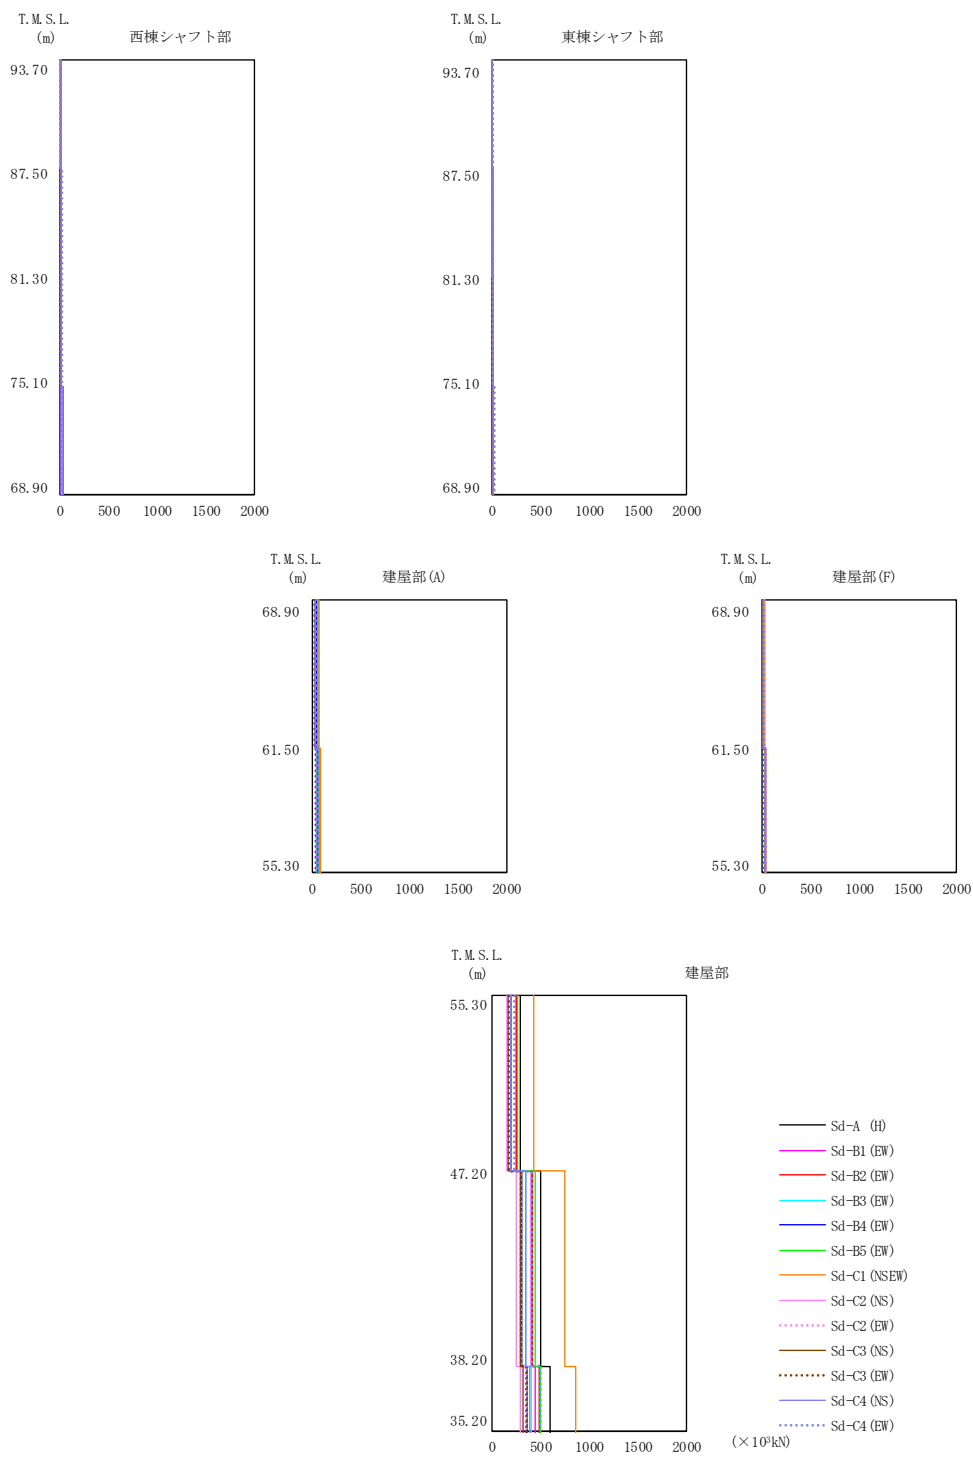 T.M.S.L.
(m)
西棟シャフト部
93.70
87.50
81.30
75.10
68.90
0 500 1000 1500 2000
T.M.S.L.
(m)
東棟シャフト部
93.70
87.50
81.30
75.10
68.90
0 500 1000 1500 2000
T.M.S.L.
(m)
建屋部(A)
68.90
61.50
55.30
0 500 1000 1500 2000
T.M.S.L.
(m)
建屋部(F)
68.90
61.50
55.30
0 500 1000 1500 2000
T.M.S.L.
(m)
建屋部
55.30
47.20
38.20
35.20
0 500 1000 1500 2000
(×10³kN)
Sd-A (H)
Sd-B1(EW)
Sd-B2(EW)
Sd-B3(EW)
Sd-B4(EW)
Sd-B5(EW)
Sd-C1(NSEW)
Sd-C2(NS)
Sd-C2(EW)
Sd-C3(NS)
Sd-C3(EW)
Sd-C4(NS)
Sd-C4(EW)